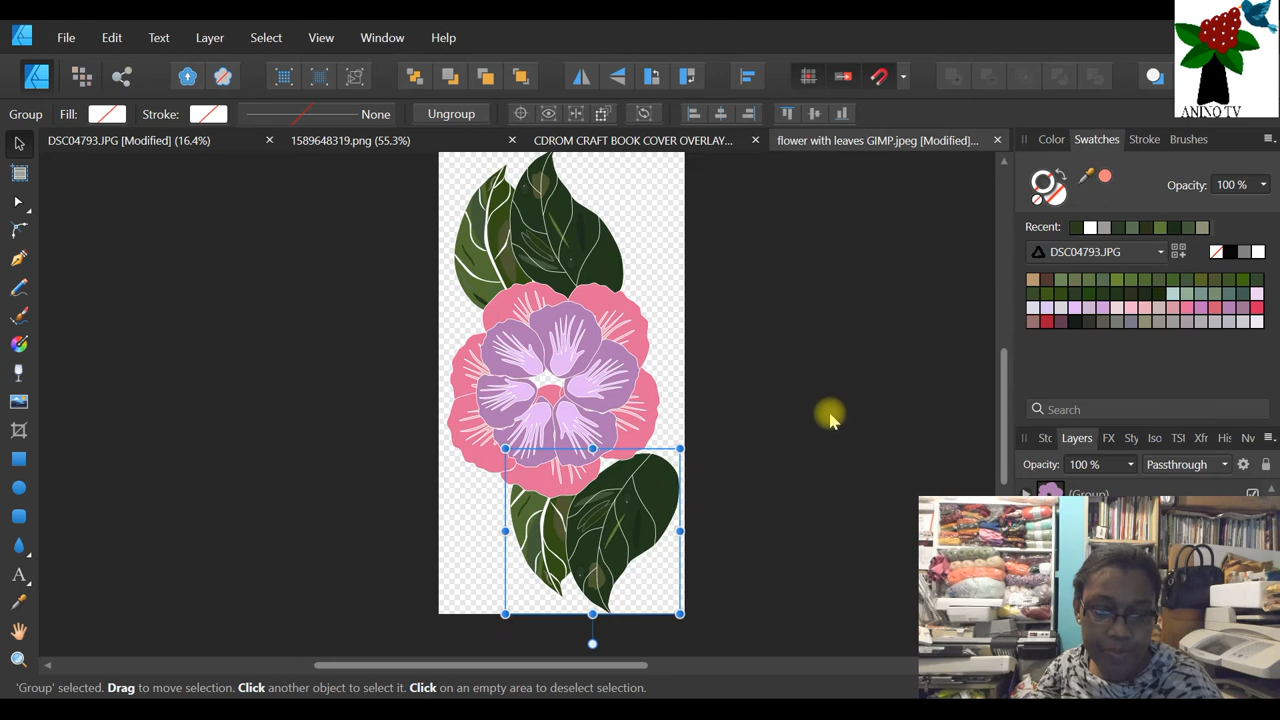 File Edit Text Layer Select View Window Help
ANINO TV
Group Fill: Stroke: None Ungroup
DSC04793.JPG [Modified] (16.4%) 1589648319.png (55.3%) CDROM CRAFT BOOK COVER OVERLAY... flower with leaves GIMP.jpeg [Modified]...
Color Swatches Stroke Brushes
Opacity: 100 %
Recent:
DSC04793.JPG
Search
Stc Layers FX Sty Iso TSI Xfr His Nv
Opacity: 100 % Passthrough
(Group)
'Group' selected. Drag to move selection. Click another object to select it. Click on an empty area to deselect selection.